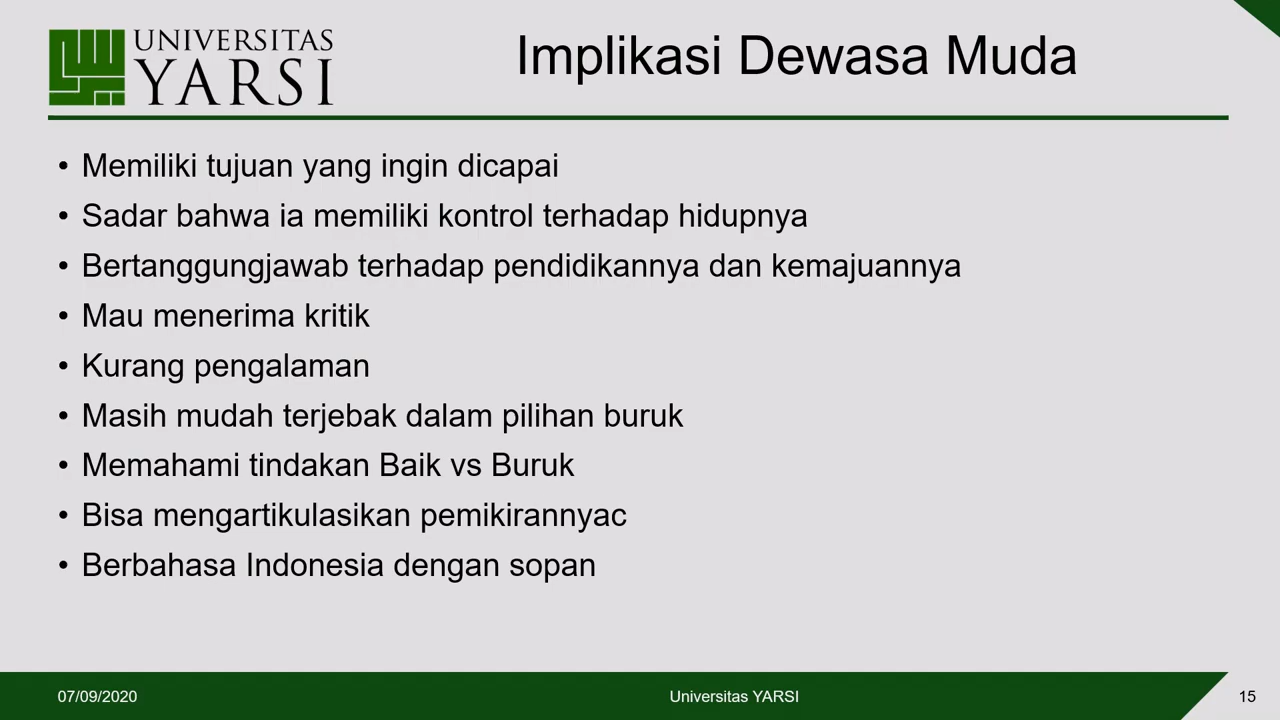 UNIVERSITAS
YARSI
Implikasi Dewasa Muda
• Memiliki tujuan yang ingin dicapai
• Sadar bahwa ia memiliki kontrol terhadap hidupnya
• Bertanggungjawab terhadap pendidikannya dan kemajuannya
• Mau menerima kritik
• Kurang pengalaman
• Masih mudah terjebak dalam pilihan buruk
• Memahami tindakan Baik vs Buruk
• Bisa mengartikulasikan pemikirannyac
• Berbahasa Indonesia dengan sopan
07/09/2020
Universitas YARSI
15